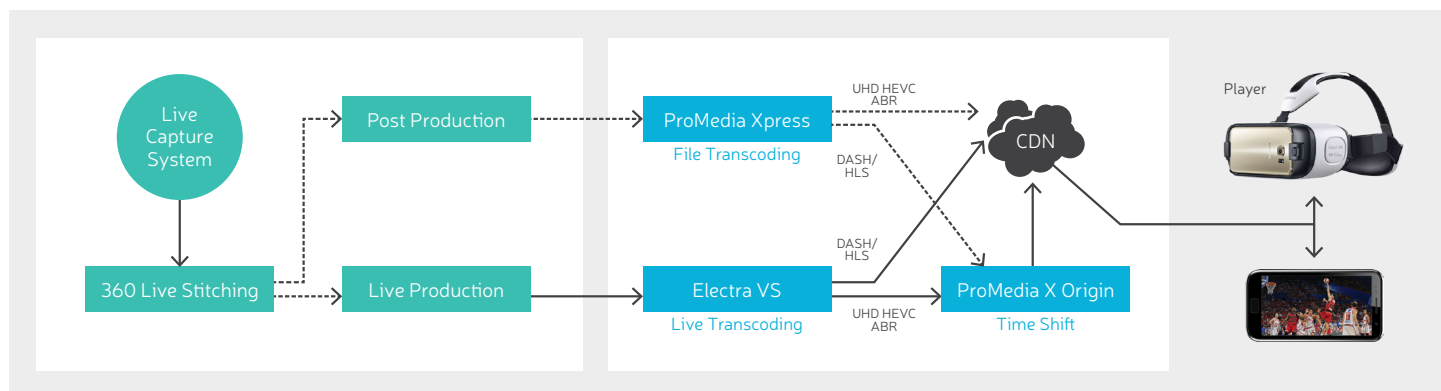 Live
Capture
System
360 Live Stitching
Post Production
Live Production
ProMedia Xpress
File Transcoding
UHD HEVC
ABR
DASH/
HLS
CDN
DASH/
HLS
Electra VS
Live Transcoding
UHD HEVC
ABR
ProMedia X Origin
Time Shift
Player